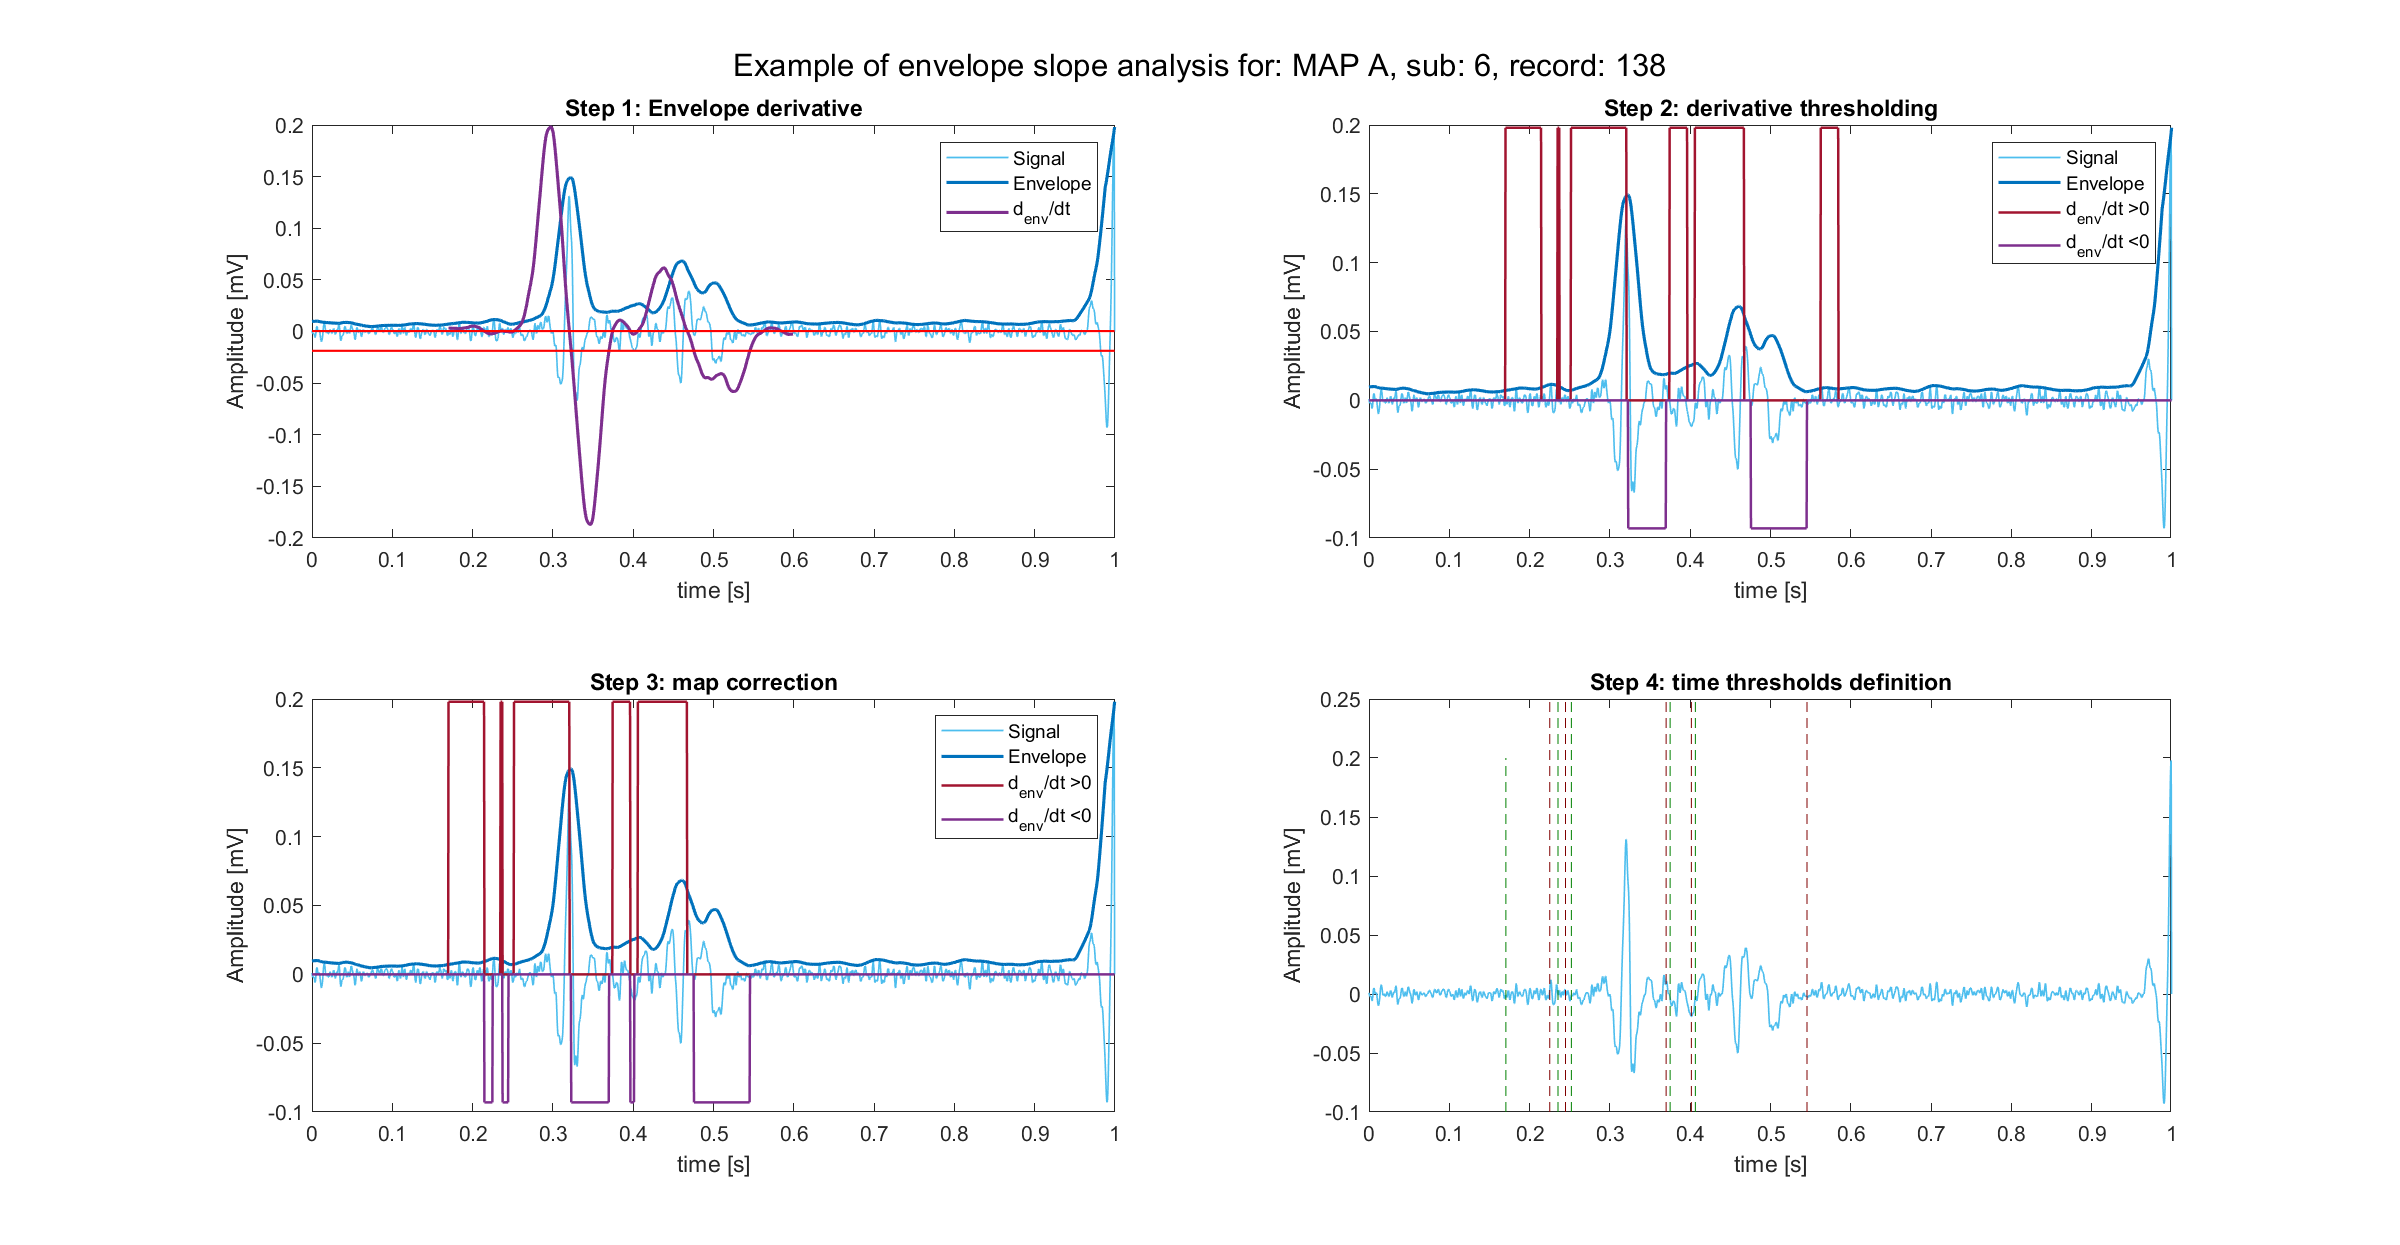 Example of envelope slope analysis for: MAP A, sub: 6, record: 138
Step 1: Envelope derivative
0.2
0.15
0.1
0.05
0
-0.05
-0.1
-0.15
-0.2
Amplitude [mV]
0 0.1 0.2 0.3 0.4 0.5 0.6 0.7 0.8 0.9 1
time [s]
Signal
Envelope
d_env/dt
Step 2: derivative thresholding
0.2
0.15
0.1
0.05
0
-0.05
-0.1
Amplitude [mV]
0 0.1 0.2 0.3 0.4 0.5 0.6 0.7 0.8 0.9 1
time [s]
Signal
Envelope
d_env/dt >0
d_env/dt <0
Step 3: map correction
0.2
0.15
0.1
0.05
0
-0.05
-0.1
Amplitude [mV]
0 0.1 0.2 0.3 0.4 0.5 0.6 0.7 0.8 0.9 1
time [s]
Signal
Envelope
d_env/dt >0
d_env/dt <0
Step 4: time thresholds definition
0.25
0.2
0.15
0.1
0.05
0
-0.05
-0.1
Amplitude [mV]
0 0.1 0.2 0.3 0.4 0.5 0.6 0.7 0.8 0.9 1
time [s]